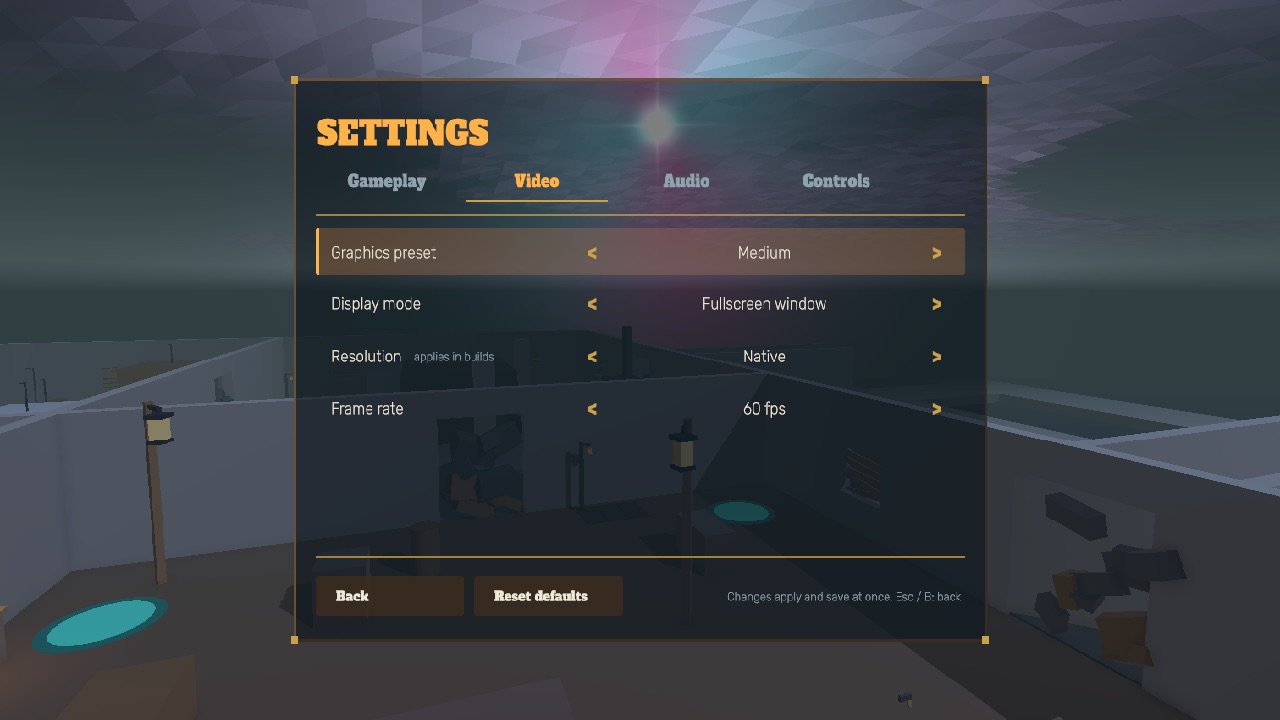 SETTINGS
Gameplay Video Audio Controls
Graphics preset < Medium >
Display mode < Fullscreen window >
Resolution applies in builds < Native >
Frame rate < 60 fps >
Back Reset defaults Changes apply and save at once. Esc / B: back